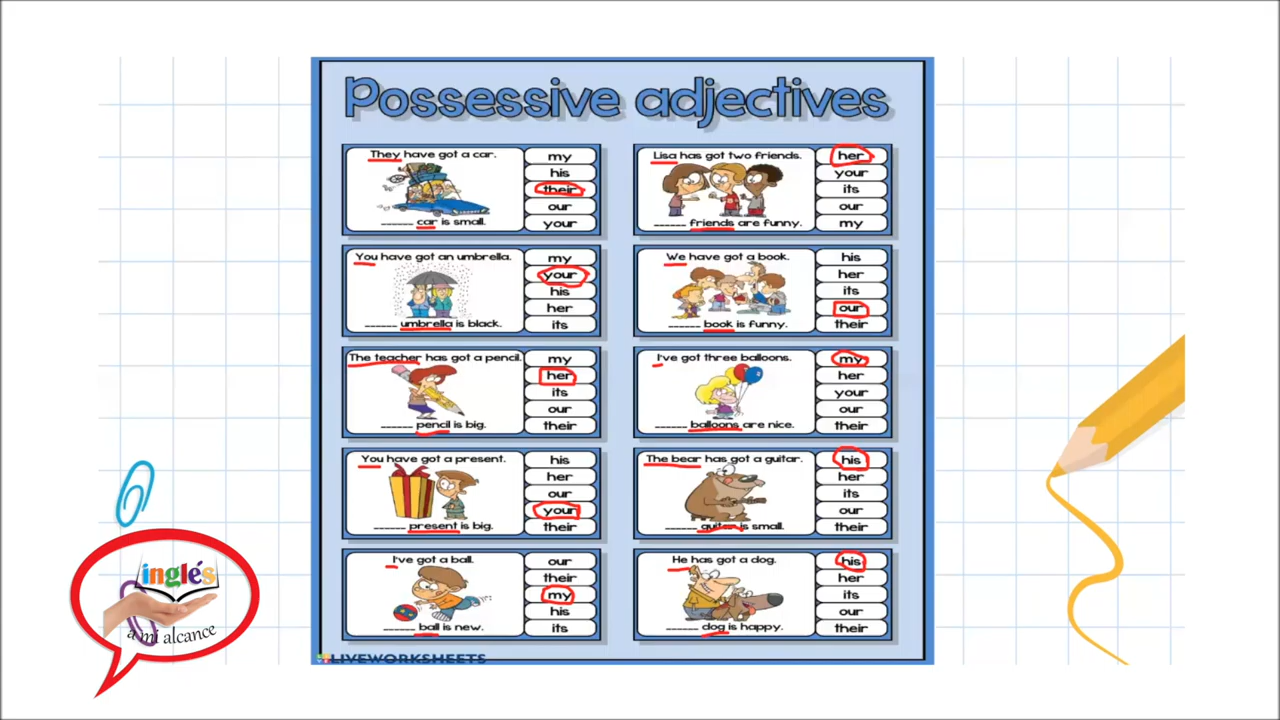 Possessive adjectives
They have got a car.
______ car is small.
my
his
their
our
your
Lisa has got two friends.
______ friends are funny.
her
your
its
our
my
You have got an umbrella.
______ umbrella is black.
my
your
his
her
its
We have got a book.
______ book is funny.
his
her
its
our
their
The teacher has got a pencil.
______ pencil is big.
my
her
its
our
their
I've got three balloons.
______ balloons are nice.
my
her
your
our
their
You have got a present.
______ present is big.
his
her
our
your
their
The bear has got a guitar.
______ guitar is small.
his
her
its
our
their
I've got a ball.
______ ball is new.
our
their
my
his
its
He has got a dog.
______ dog is happy.
his
her
its
our
their
LIVEWORKSHEETS
inglés
a mi alcance